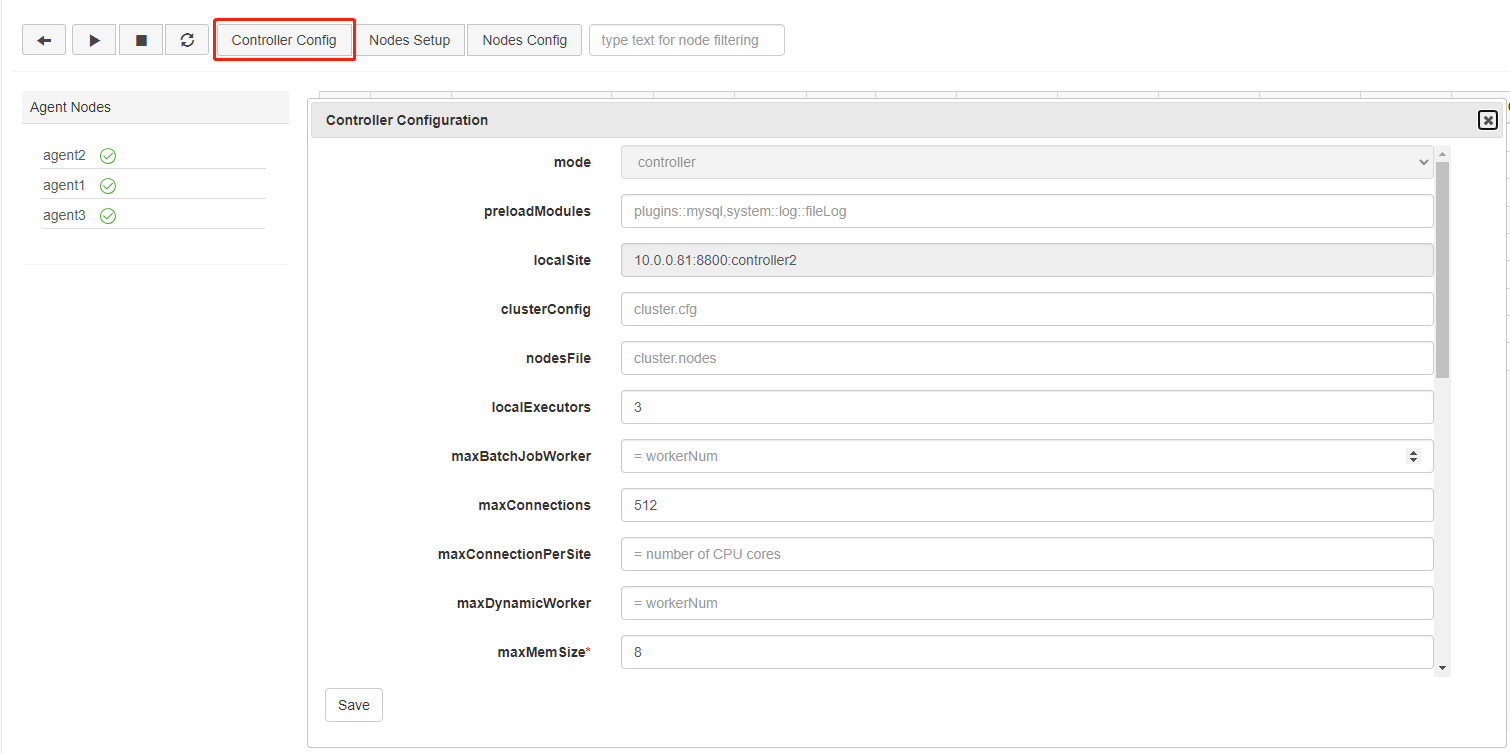 Controller Config
Nodes Setup
Nodes Config
type text for node filtering
Agent Nodes
agent2
agent1
agent3
Controller Configuration
mode controller
preloadModules plugins::mysql,system::log::fileLog
localSite 10.0.0.81:8800:controller2
clusterConfig cluster.cfg
nodesFile cluster.nodes
localExecutors 3
maxBatchJobWorker = workerNum
maxConnections 512
maxConnectionPerSite = number of CPU cores
maxDynamicWorker = workerNum
maxMemSize* 8
Save